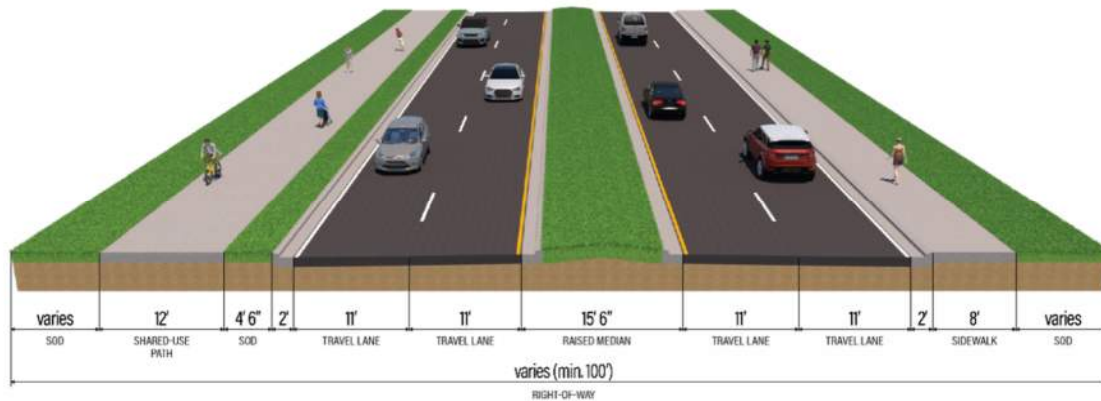 varies 12' 4' 6" 2' 11' 11' 15' 6" 11' 11' 2' 8' varies
SOD SHARED-USE PATH SOD TRAVEL LANE TRAVEL LANE RAISED MEDIAN TRAVEL LANE TRAVEL LANE SIDEWALK SOD
varies (min. 100')
RIGHT-OF-WAY